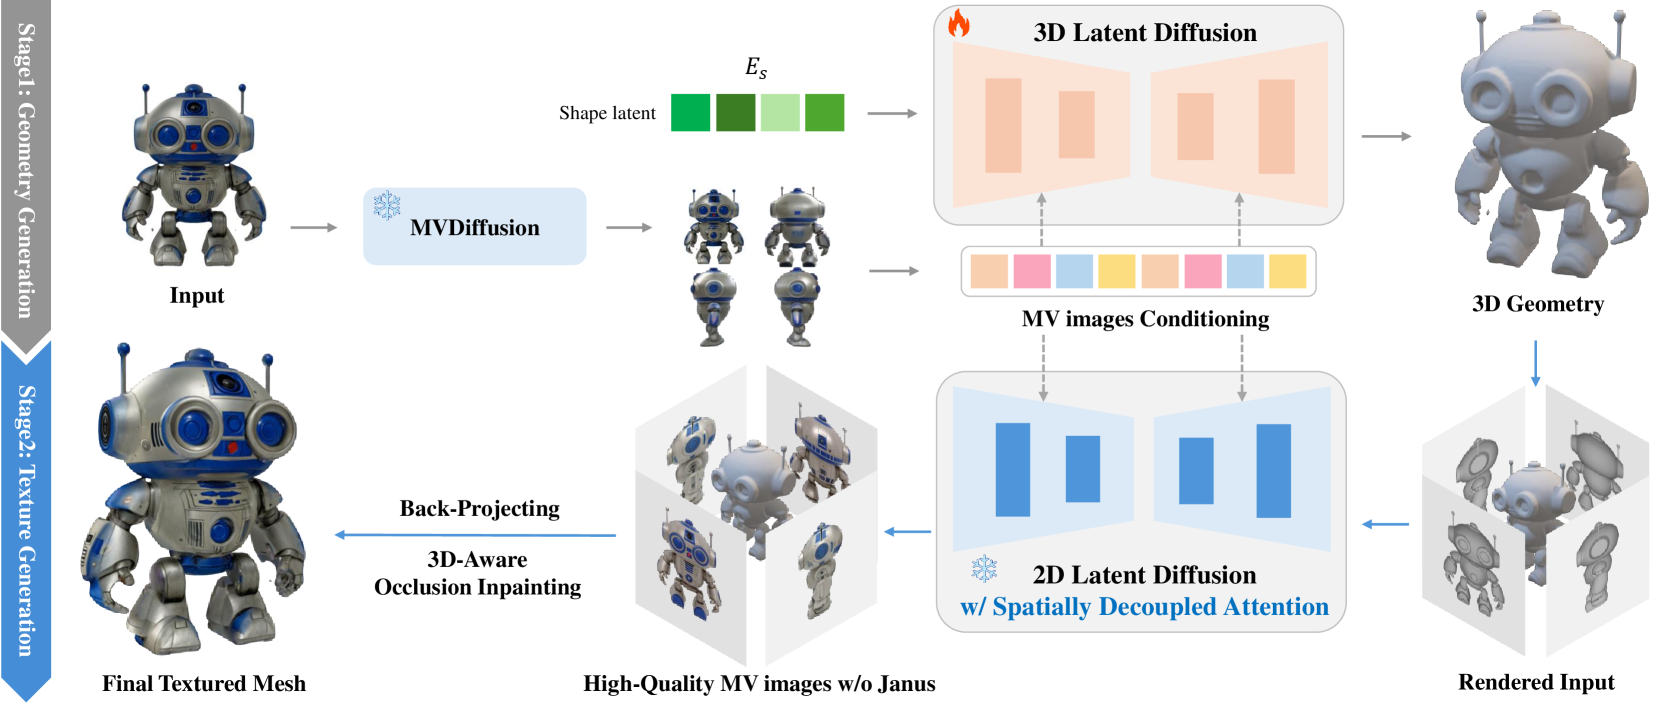 Stage1: Geometry Generation
Stage2: Texture Generation
Input
MVDiffusion
Shape latent
E_s
3D Latent Diffusion
MV images Conditioning
3D Geometry
Rendered Input
2D Latent Diffusion
w/ Spatially Decoupled Attention
High-Quality MV images w/o Janus
Back-Projecting
3D-Aware
Occlusion Inpainting
Final Textured Mesh